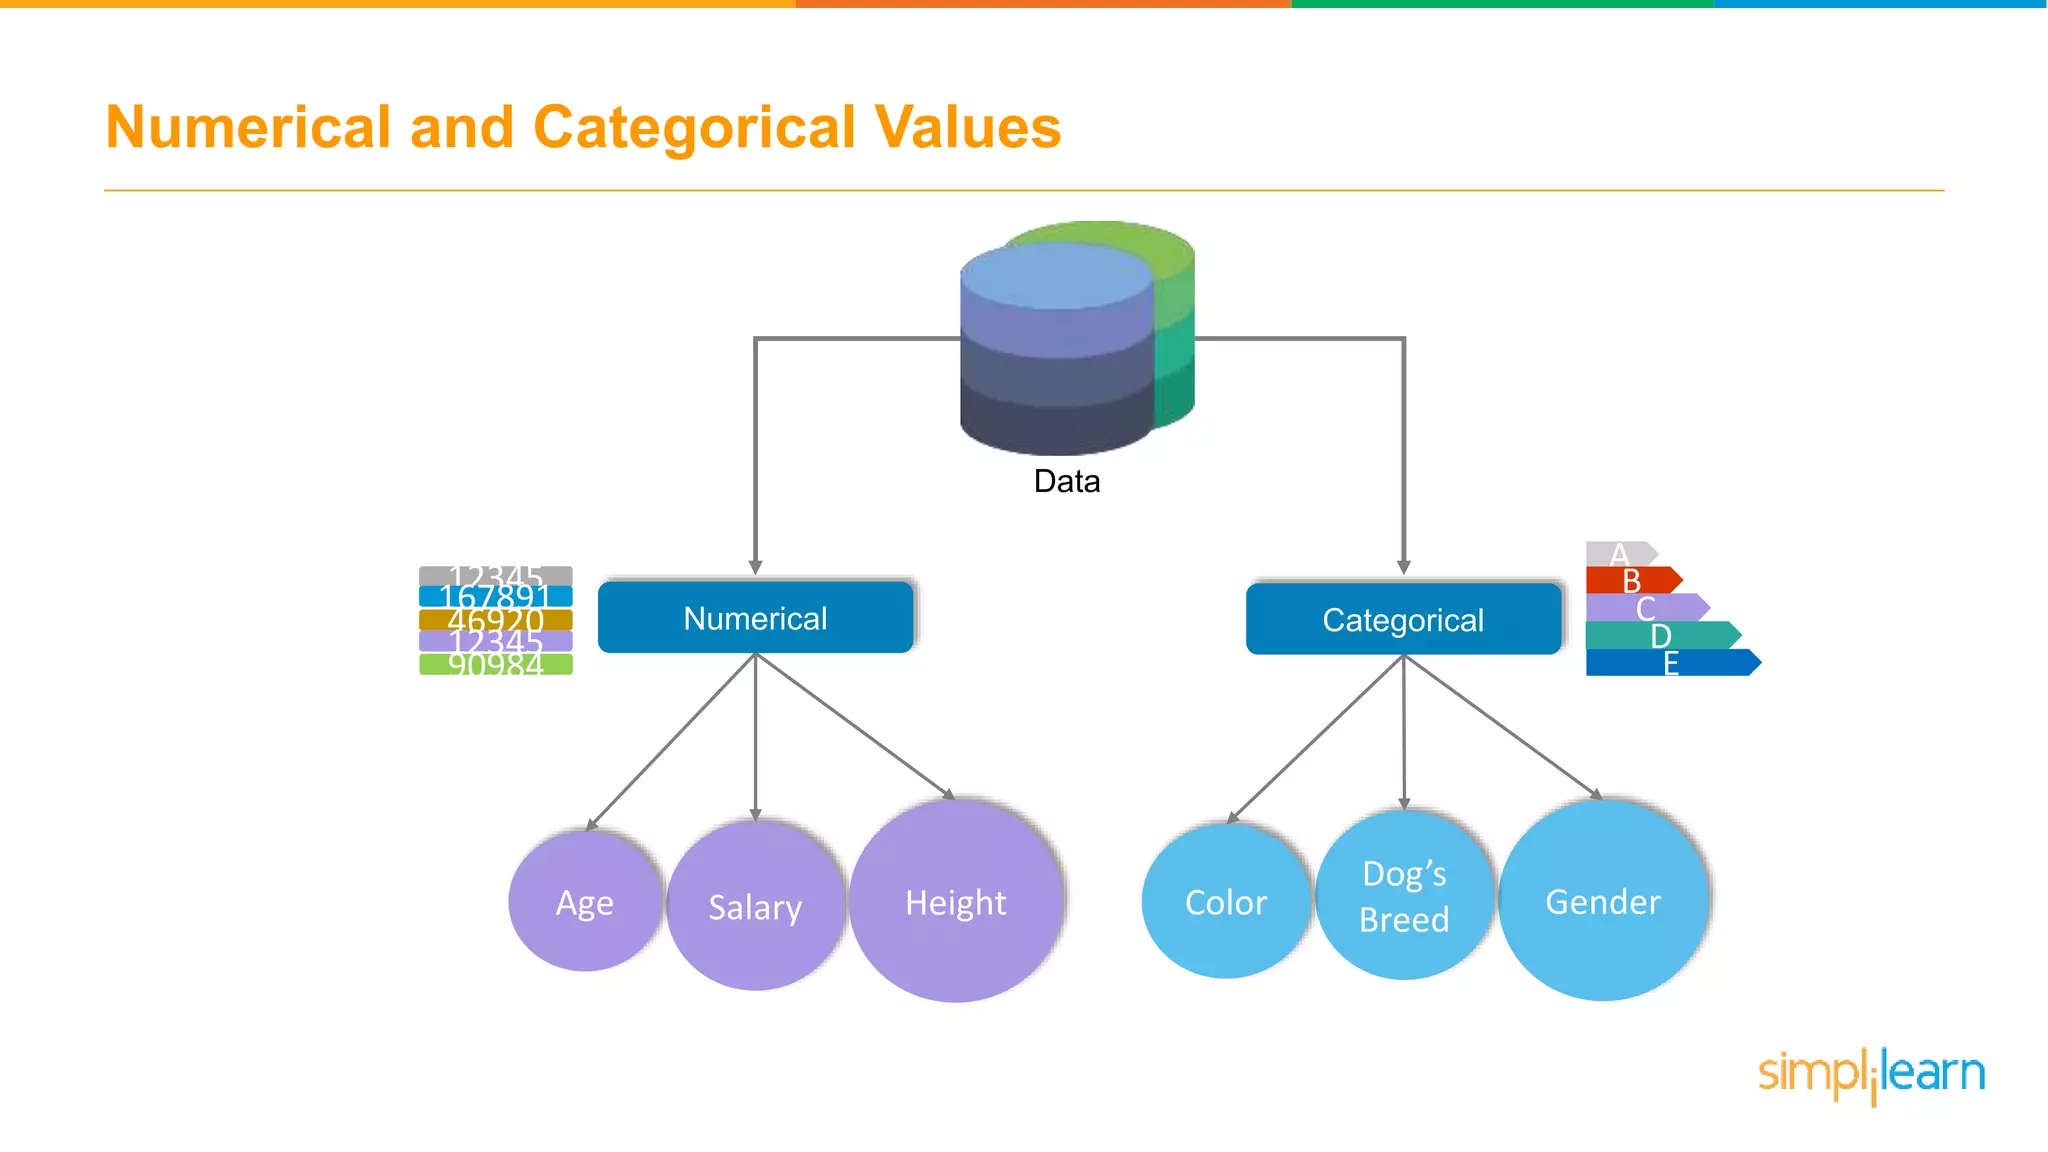 Numerical and Categorical Values
Data
12345
167891
46920
12345
90984
Numerical
Categorical
A
B
C
D
E
Age
Salary
Height
Color
Dog’s
Breed
Gender
simplilearn